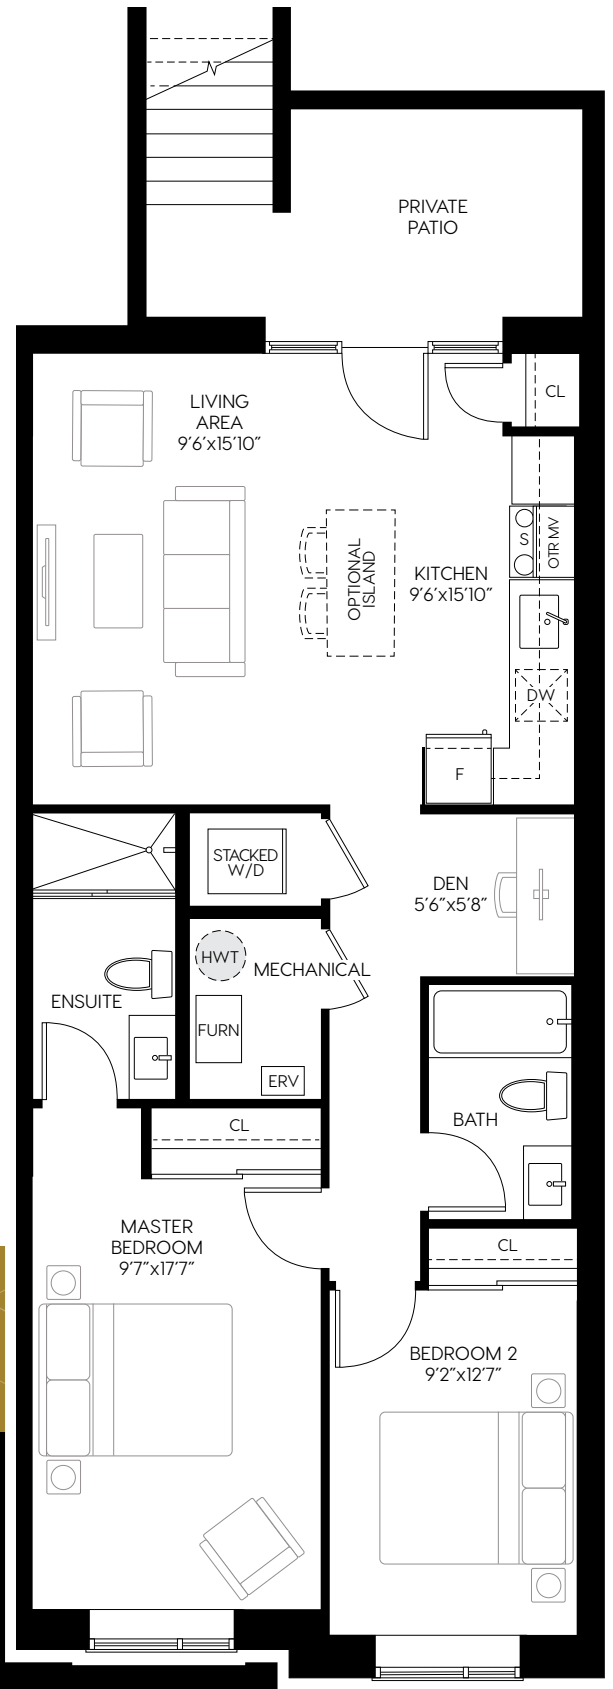 PRIVATE
PATIO
LIVING
AREA
9'6'x15'10"
CL
OPTIONAL
ISLAND
KITCHEN
9'6'x15'10"
S
OTR MV
DW
F
STACKED
W/D
DEN
5'6"x5'8"
HWT
MECHANICAL
ENSUITE
FURN
ERV
CL
BATH
MASTER
BEDROOM
9'7"x17'7"
CL
BEDROOM 2
9'2"x12'7"